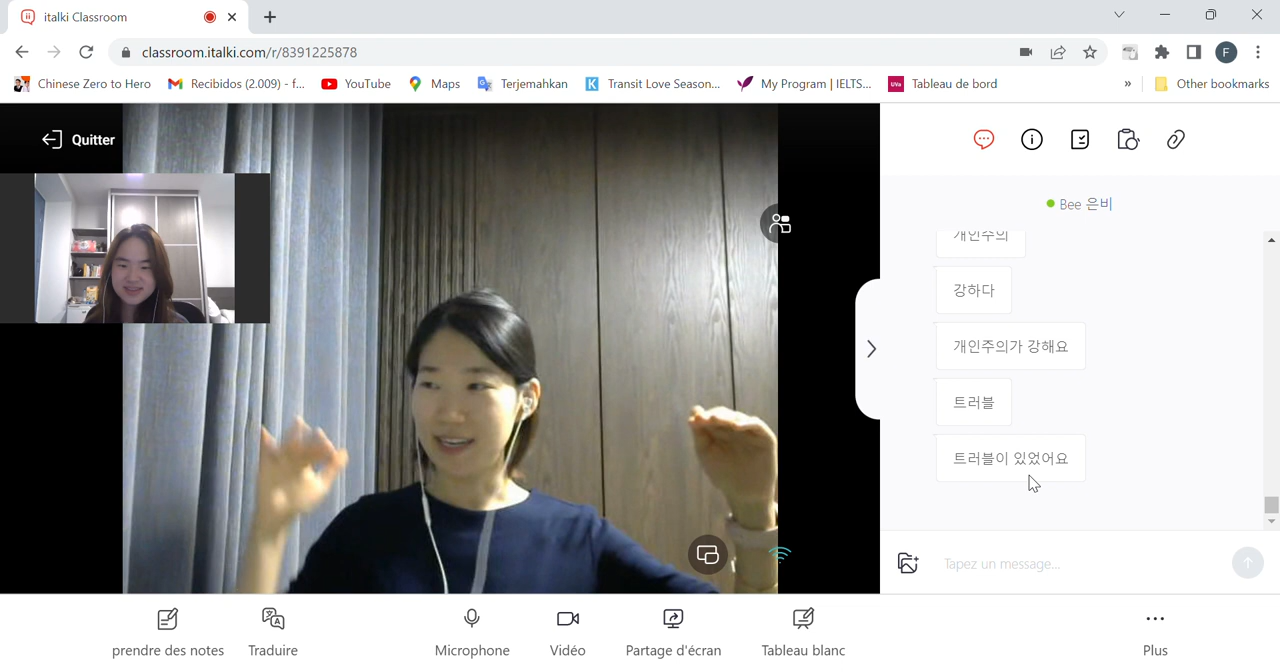 italki Classroom
classroom.italki.com/r/8391225878
F
Chinese Zero to Hero
Recibidos (2.009) - f...
YouTube
Maps
Terjemahkan
Transit Love Season...
My Program | IELTS...
Tableau de bord
»
Other bookmarks
Quitter
Bee 은비
개인주의
강하다
개인주의가 강해요
트러블
트러블이 있었어요
Tapez un message...
prendre des notes
Traduire
Microphone
Vidéo
Partage d'écran
Tableau blanc
Plus